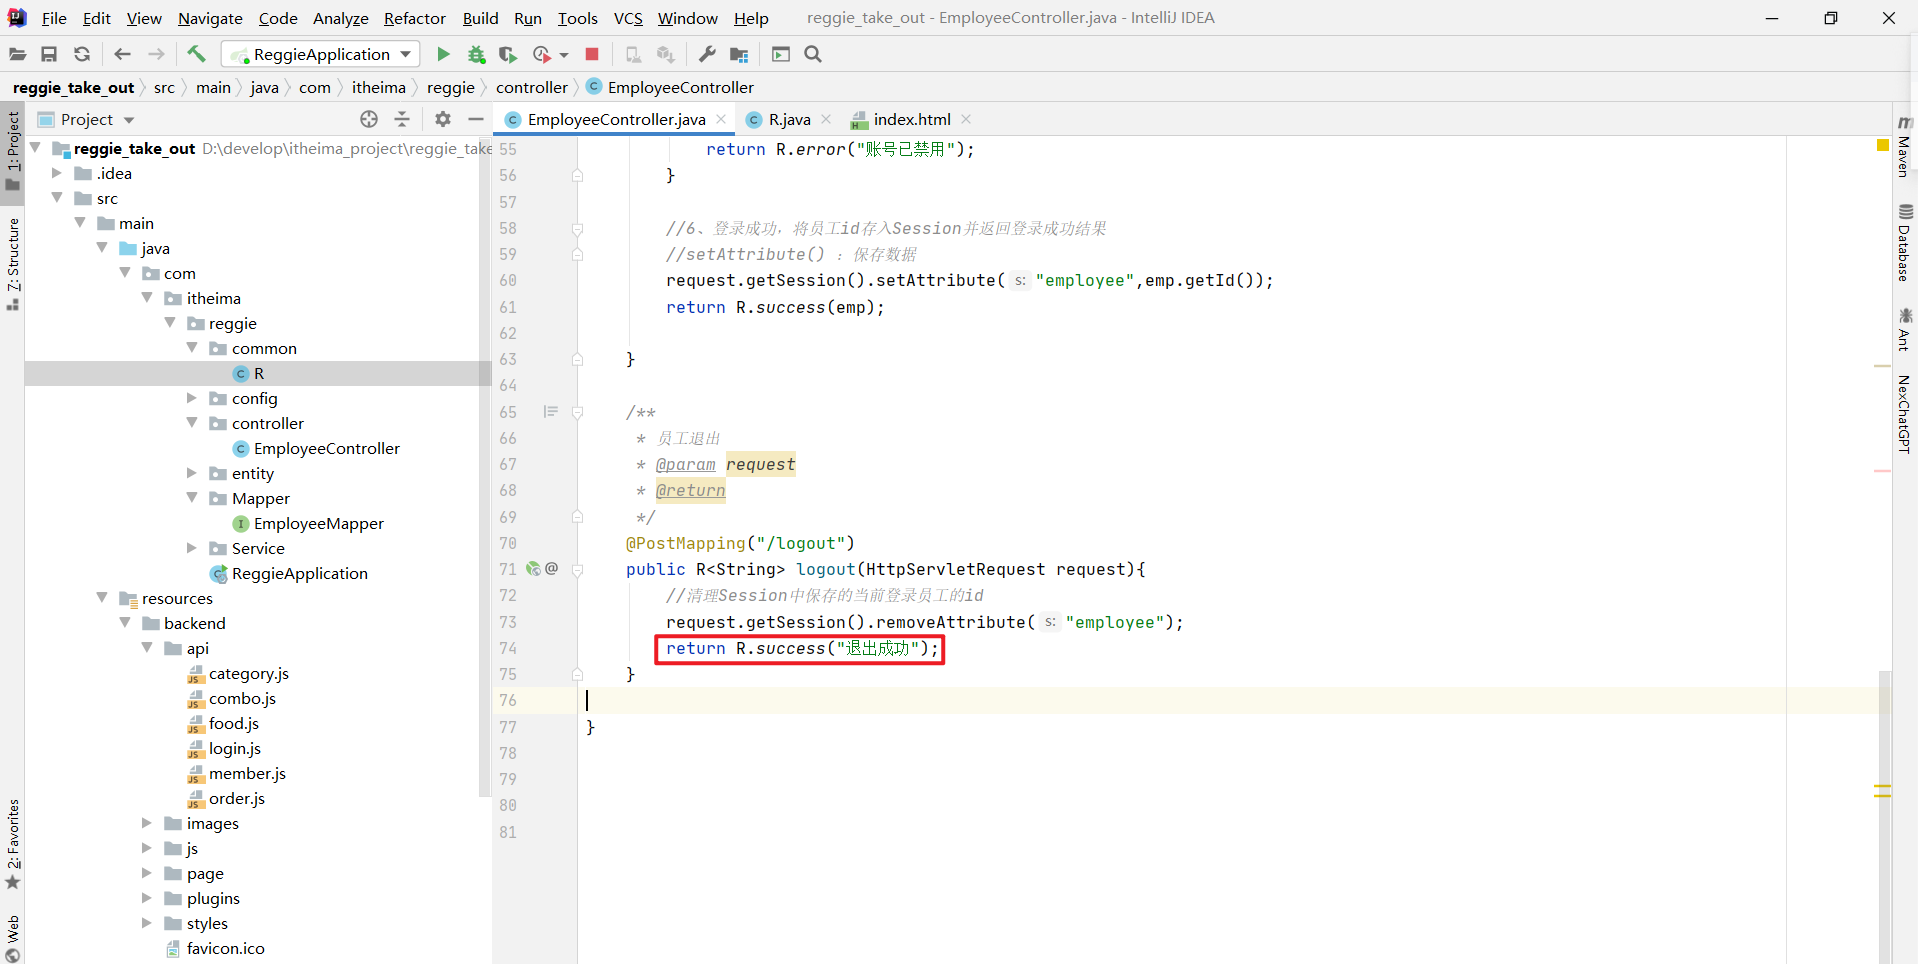 File Edit View Navigate Code Analyze Refactor Build Run Tools VCS Window Help reggie_take_out - EmployeeController.java - IntelliJ IDEA
ReggieApplication
reggie_take_out src main java com itheima reggie controller EmployeeController
Project
EmployeeController.java R.java index.html
1: Project
7: Structure
2: Favorites
Web
reggie_take_out D:\develop\itheima_project\reggie_take
.idea
src
main
java
com
itheima
reggie
common
R
config
controller
EmployeeController
entity
Mapper
EmployeeMapper
Service
ReggieApplication
resources
backend
api
category.js
combo.js
food.js
login.js
member.js
order.js
images
js
page
plugins
styles
favicon.ico
55 return R.error("账号已禁用");
56 }
57
58 //6、登录成功，将员工id存入Session并返回登录成功结果
59 //setAttribute() : 保存数据
60 request.getSession().setAttribute( s: "employee",emp.getId());
61 return R.success(emp);
62
63 }
64
65 /**
66 * 员工退出
67 * @param request
68 * @return
69 */
70 @PostMapping("/logout")
71 public R<String> logout(HttpServletRequest request){
72 //清理Session中保存的当前登录员工的id
73 request.getSession().removeAttribute( s: "employee");
74 return R.success("退出成功");
75 }
76
77 }
78
79
80
81
Maven
Database
Ant
NexChatGPT